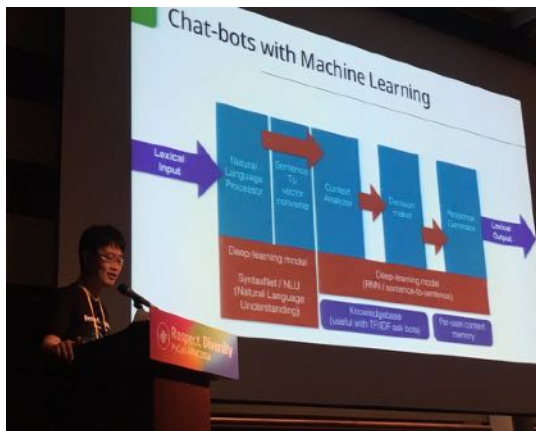 Chat-bots with Machine Learning
Lexical
Input
Natural
Language
Processor
Sentence
To
vector
converter
Context
Analyzer
Decision
maker
Response
Generator
Lexical
Output
Deep-learning model
SyntaxNet / NLU
(Natural Language
Understanding)
Deep-learning model
(RNN / sentence-to-sentence)
Knowledgebase
(useful with TF/IDF ask bots)
Per-user context
memory
Respect, Diversity